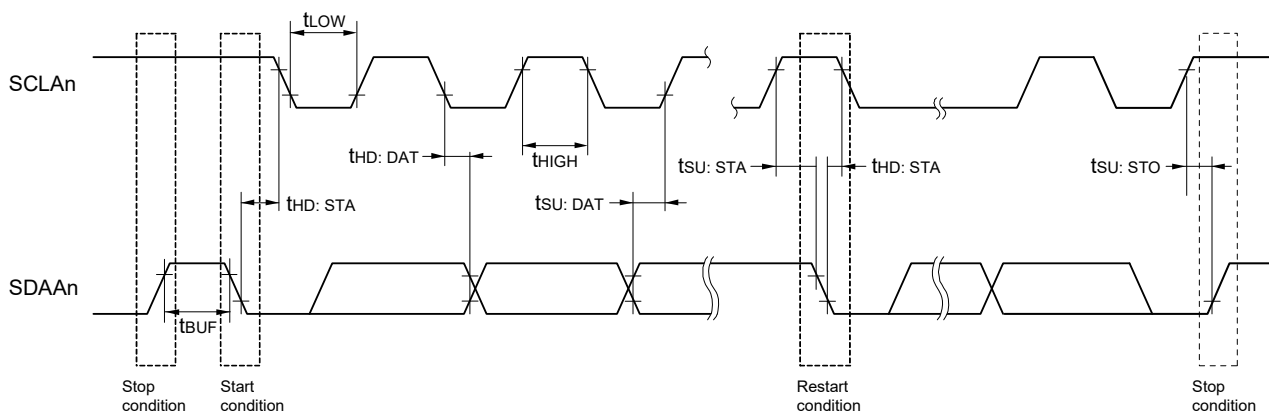 tLOW
SCLAn
tHD: DAT
tHIGH
tSU: STA
tHD: STA
tSU: STO
tHD: STA
tSU: DAT
SDAAn
tBUF
Stop
condition
Start
condition
Restart
condition
Stop
condition